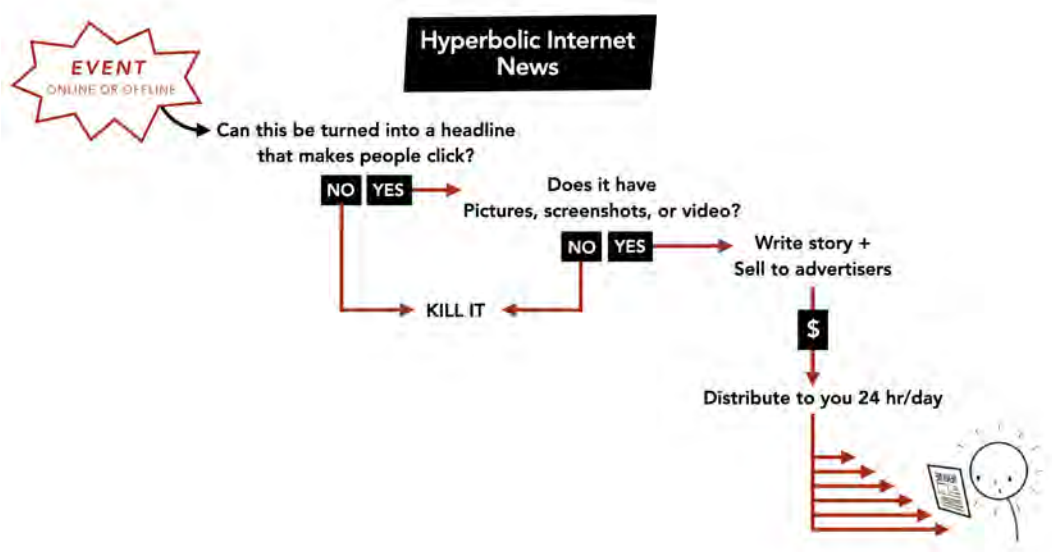 Hyperbolic Internet
News
EVENT
ONLINE OR OFFLINE
Can this be turned into a headline
that makes people click?
NO YES
Does it have
Pictures, screenshots, or video?
NO YES
Write story +
Sell to advertisers
KILL IT
$
Distribute to you 24 hr/day